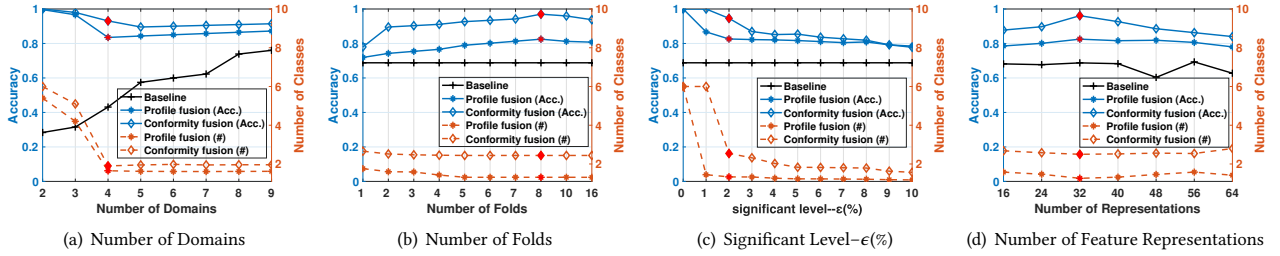 Accuracy
1
0.8
0.6
0.4
0.2
0
2 3 4 5 6 7 8 9
Number of Domains
10
8
6
4
2
Number of Classes
Baseline
Profile fusion (Acc.)
Conformity fusion (Acc.)
Profile fusion (#)
Conformity fusion (#)
(a) Number of Domains
Accuracy
1
0.8
0.6
0.4
0.2
0
1 2 3 4 5 6 7 8 10 16
Number of Folds
10
8
6
4
2
Number of Classes
Baseline
Profile fusion (Acc.)
Conformity fusion (Acc.)
Profile fusion (#)
Conformity fusion (#)
(b) Number of Folds
Accuracy
1
0.8
0.6
0.4
0.2
0
0 1 2 3 4 5 6 7 8 9 10
significant level--ε(%)
10
8
6
4
2
Number of Classes
Baseline
Profile fusion (Acc.)
Conformity fusion (Acc.)
Profile fusion (#)
Conformity fusion (#)
(c) Significant Level–ϵ(%)
Accuracy
1
0.8
0.6
0.4
0.2
0
16 24 32 40 48 56 64
Number of Representations
10
8
6
4
2
Number of Classes
Baseline
Profile fusion (Acc.)
Conformity fusion (Acc.)
Profile fusion (#)
Conformity fusion (#)
(d) Number of Feature Representations